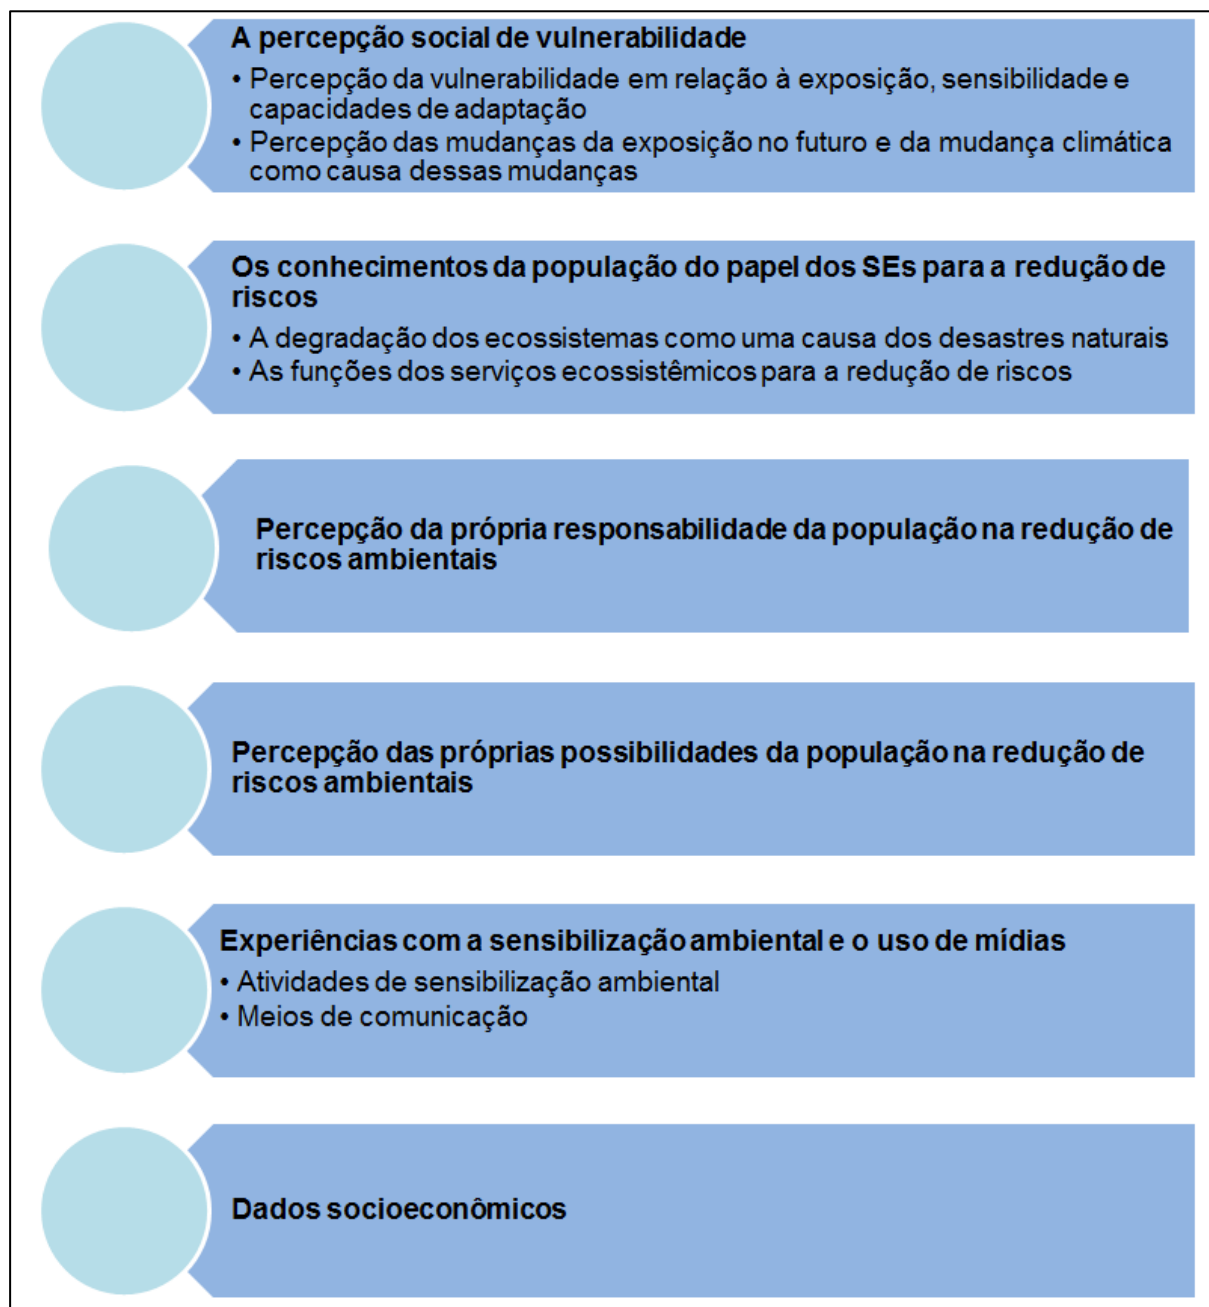 A percepção social de vulnerabilidade
• Percepção da vulnerabilidade em relação à exposição, sensibilidade e
capacidades de adaptação
• Percepção das mudanças da exposição no futuro e da mudança climática
como causa dessas mudanças
Os conhecimentos da população do papel dos SEs para a redução de
riscos
• A degradação dos ecossistemas como uma causa dos desastres naturais
• As funções dos serviços ecossistêmicos para a redução de riscos
Percepção da própria responsabilidade da população na redução de
riscos ambientais
Percepção das próprias possibilidades da população na redução de
riscos ambientais
Experiências com a sensibilização ambiental e o uso de mídias
• Atividades de sensibilização ambiental
• Meios de comunicação
Dados socioeconômicos